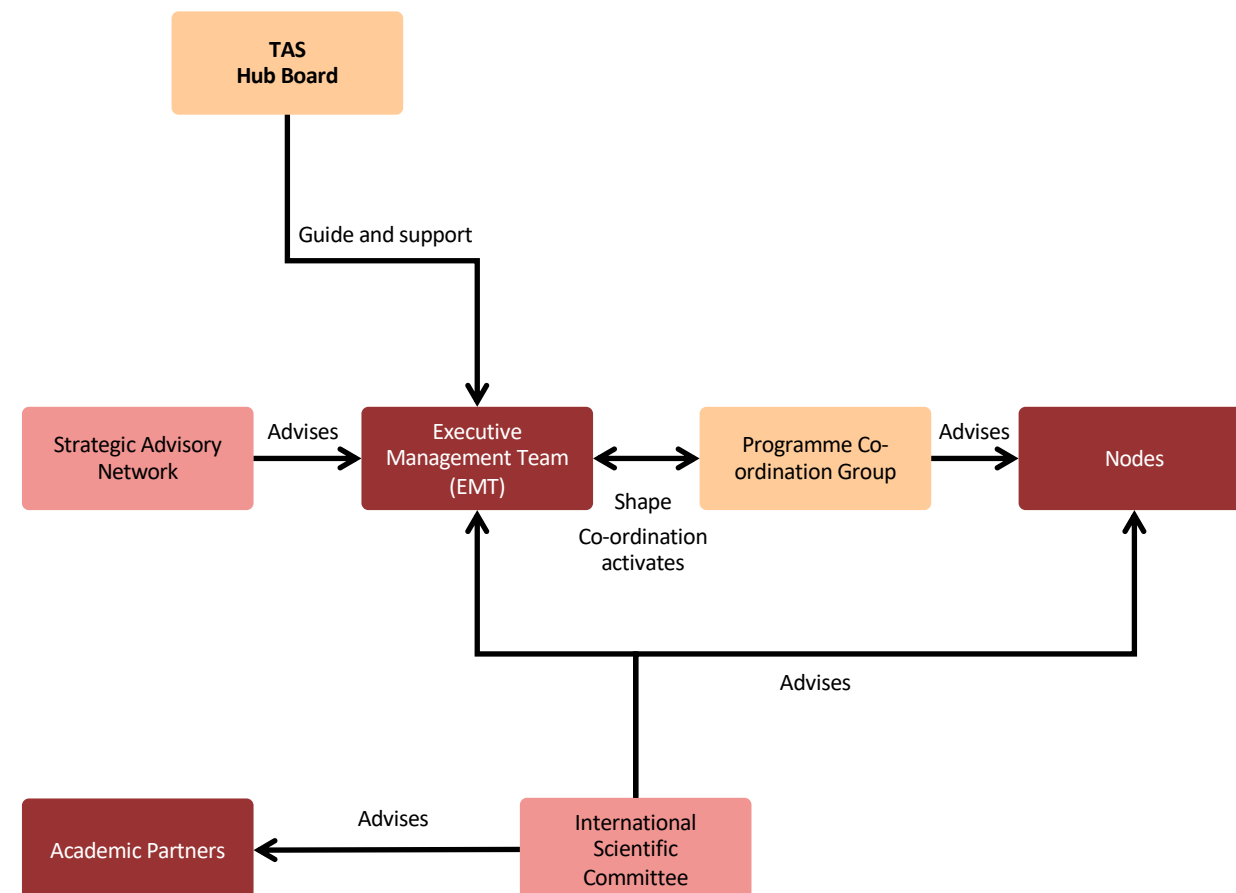 TAS
Hub Board
Guide and support
Strategic Advisory
Network
Advises
Executive
Management Team
(EMT)
Shape
Co-ordination
activates
Programme Co-
ordination Group
Advises
Nodes
Advises
Academic Partners
Advises
International
Scientific
Committee